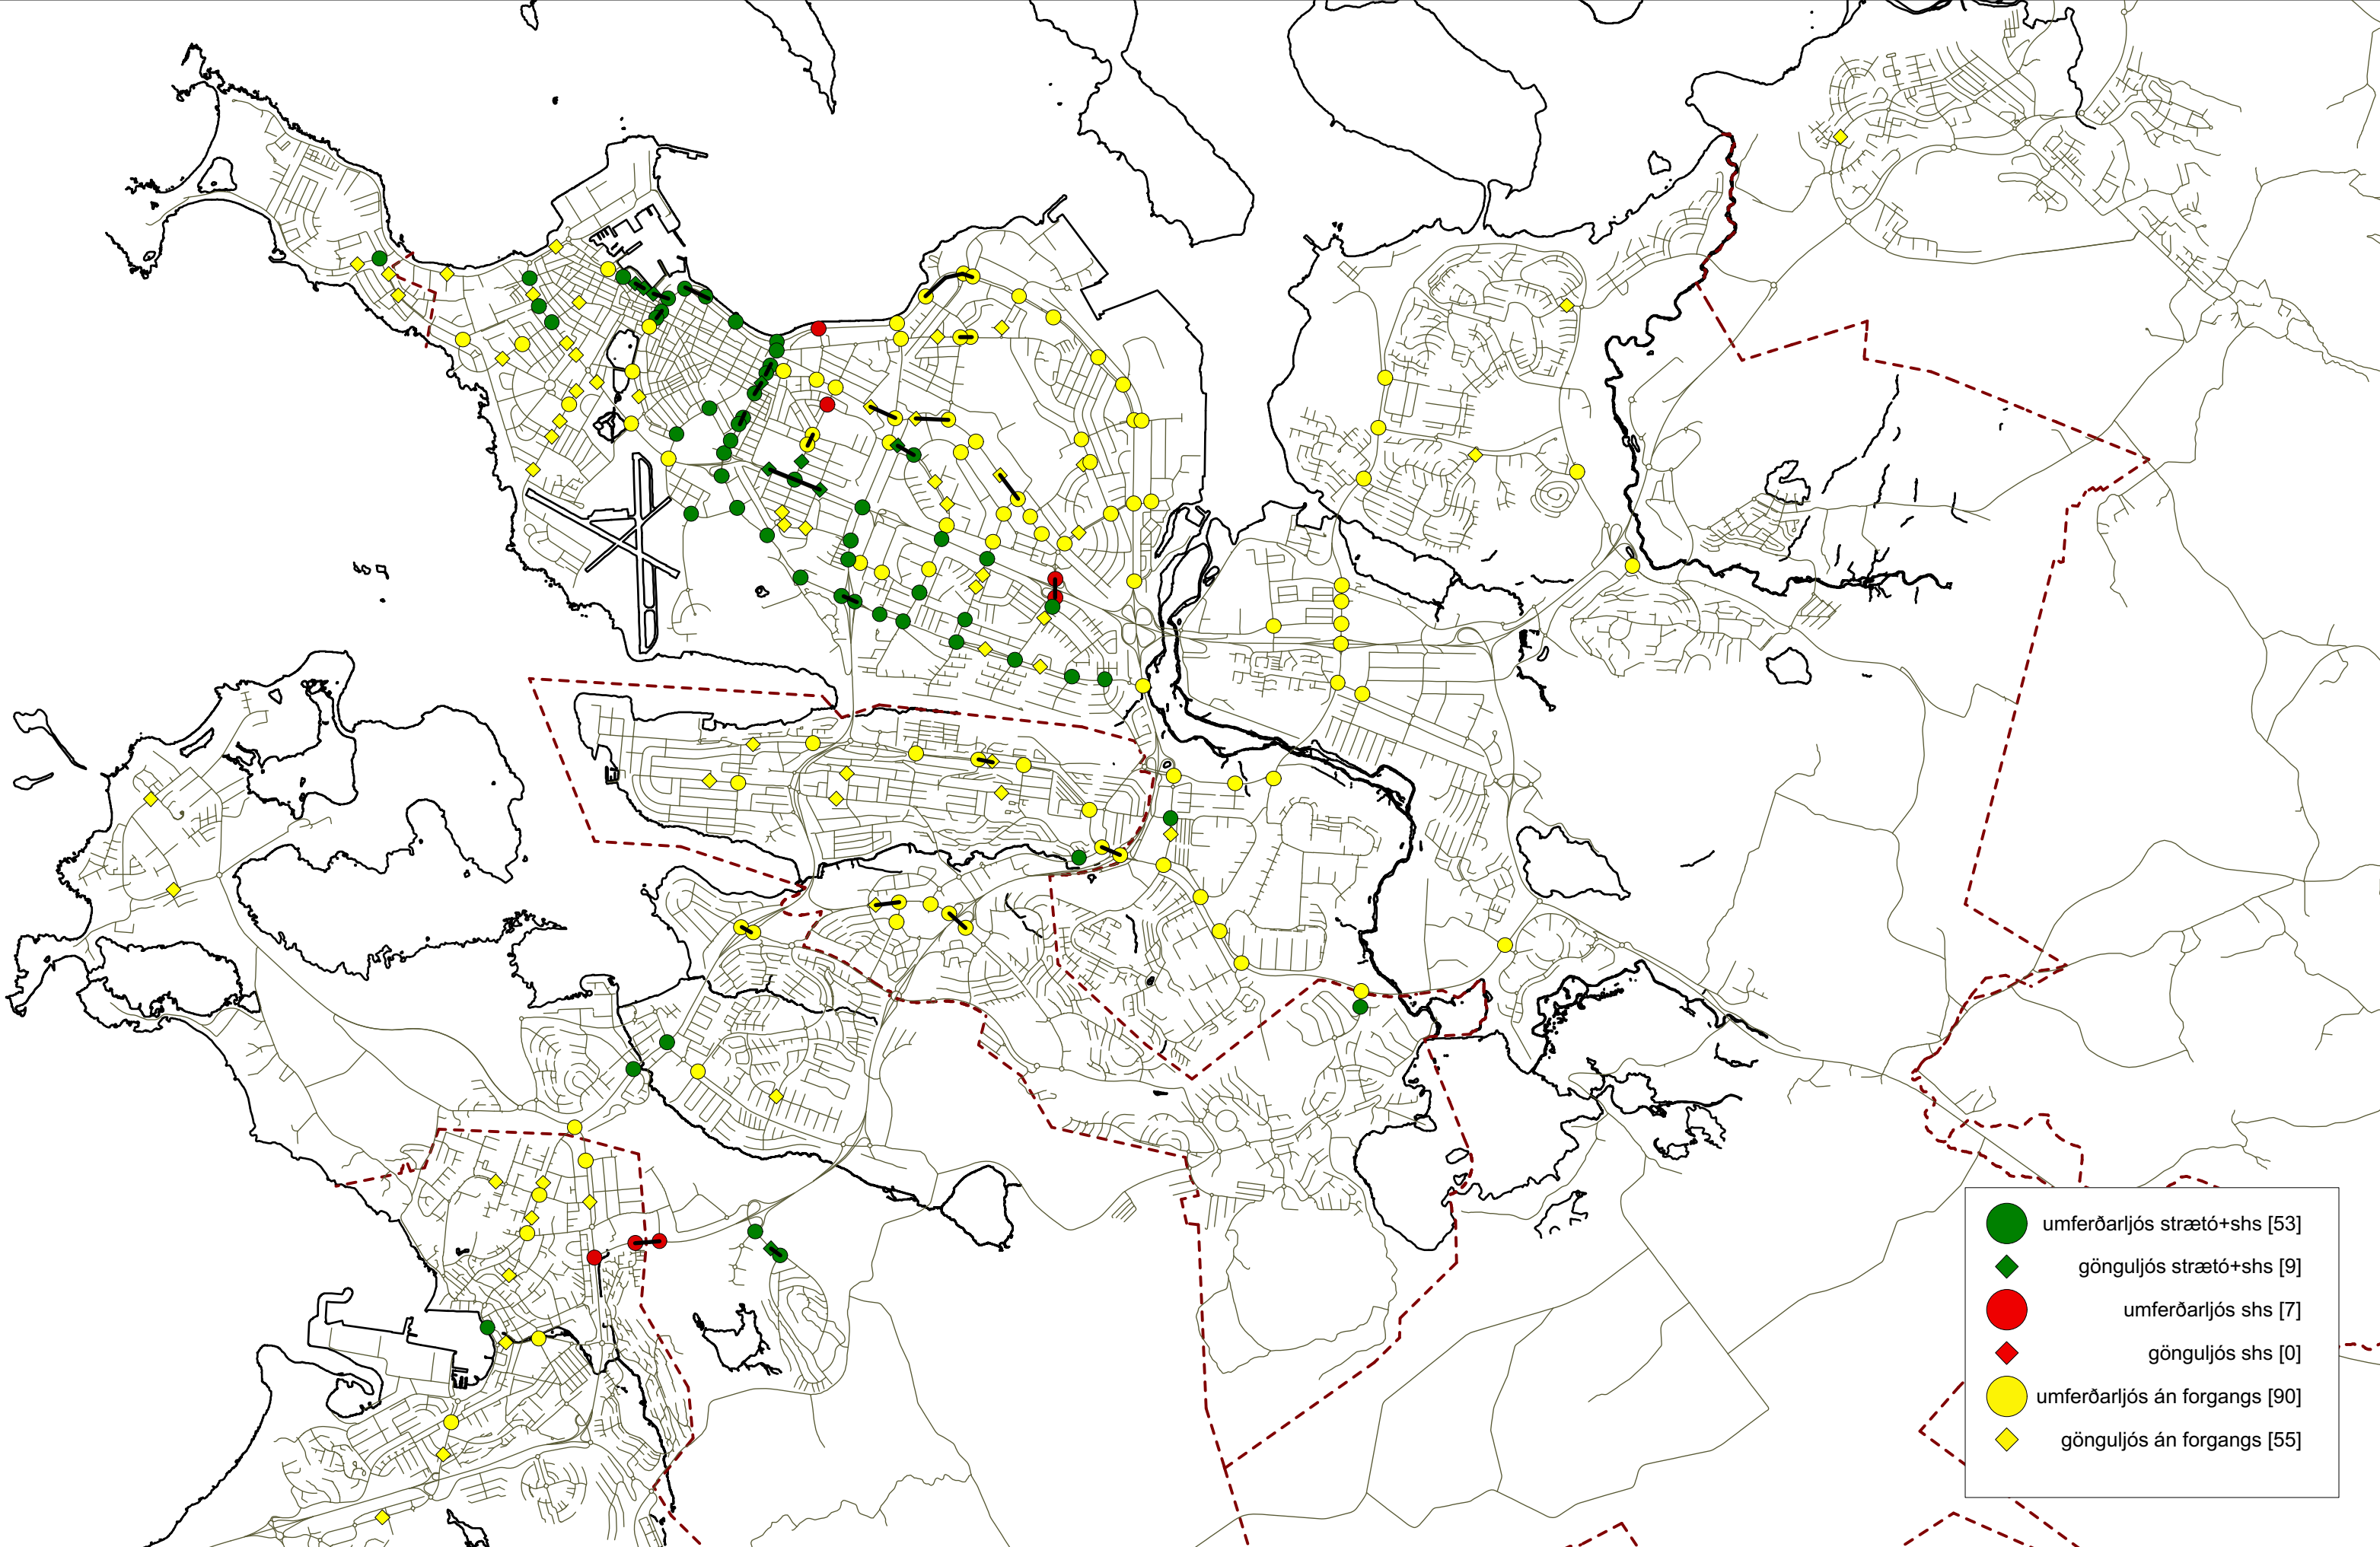 umferðarljós strætó+shs [53]
gönguljós strætó+shs [9]
umferðarljós shs [7]
gönguljós shs [0]
umferðarljós án forgangs [90]
gönguljós án forgangs [55]